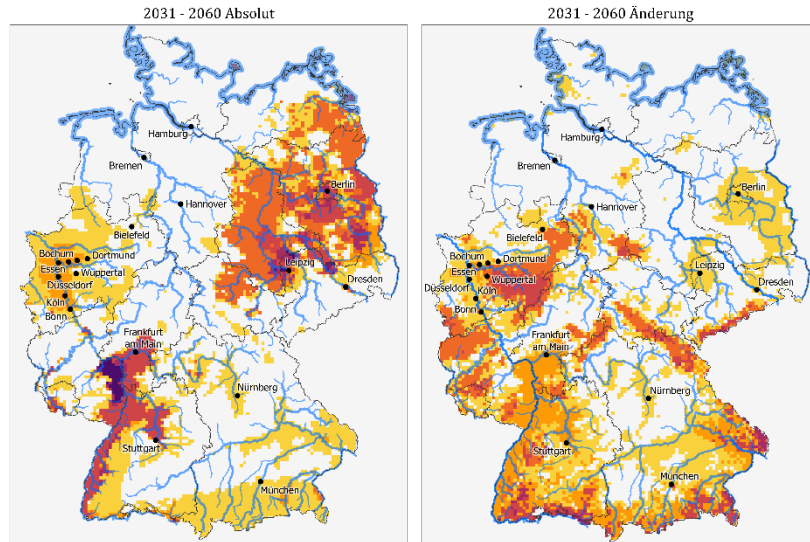 2031 - 2060 Absolut
Hamburg
Bremen
Berlin
Hannover
Bielefeld
Bochum
Dortmund
Essen
Wuppertal
Leipzig
Düsseldorf
Dresden
Köln
Bonn
Frankfurt
am Main
Nürnberg
Stuttgart
München
2031 - 2060 Änderung
Hamburg
Bremen
Berlin
Hannover
Bielefeld
Bochum
Dortmund
Essen
Wuppertal
Leipzig
Düsseldorf
Köln
Dresden
Bonn
Frankfurt
am Main
Nürnberg
Stuttgart
München